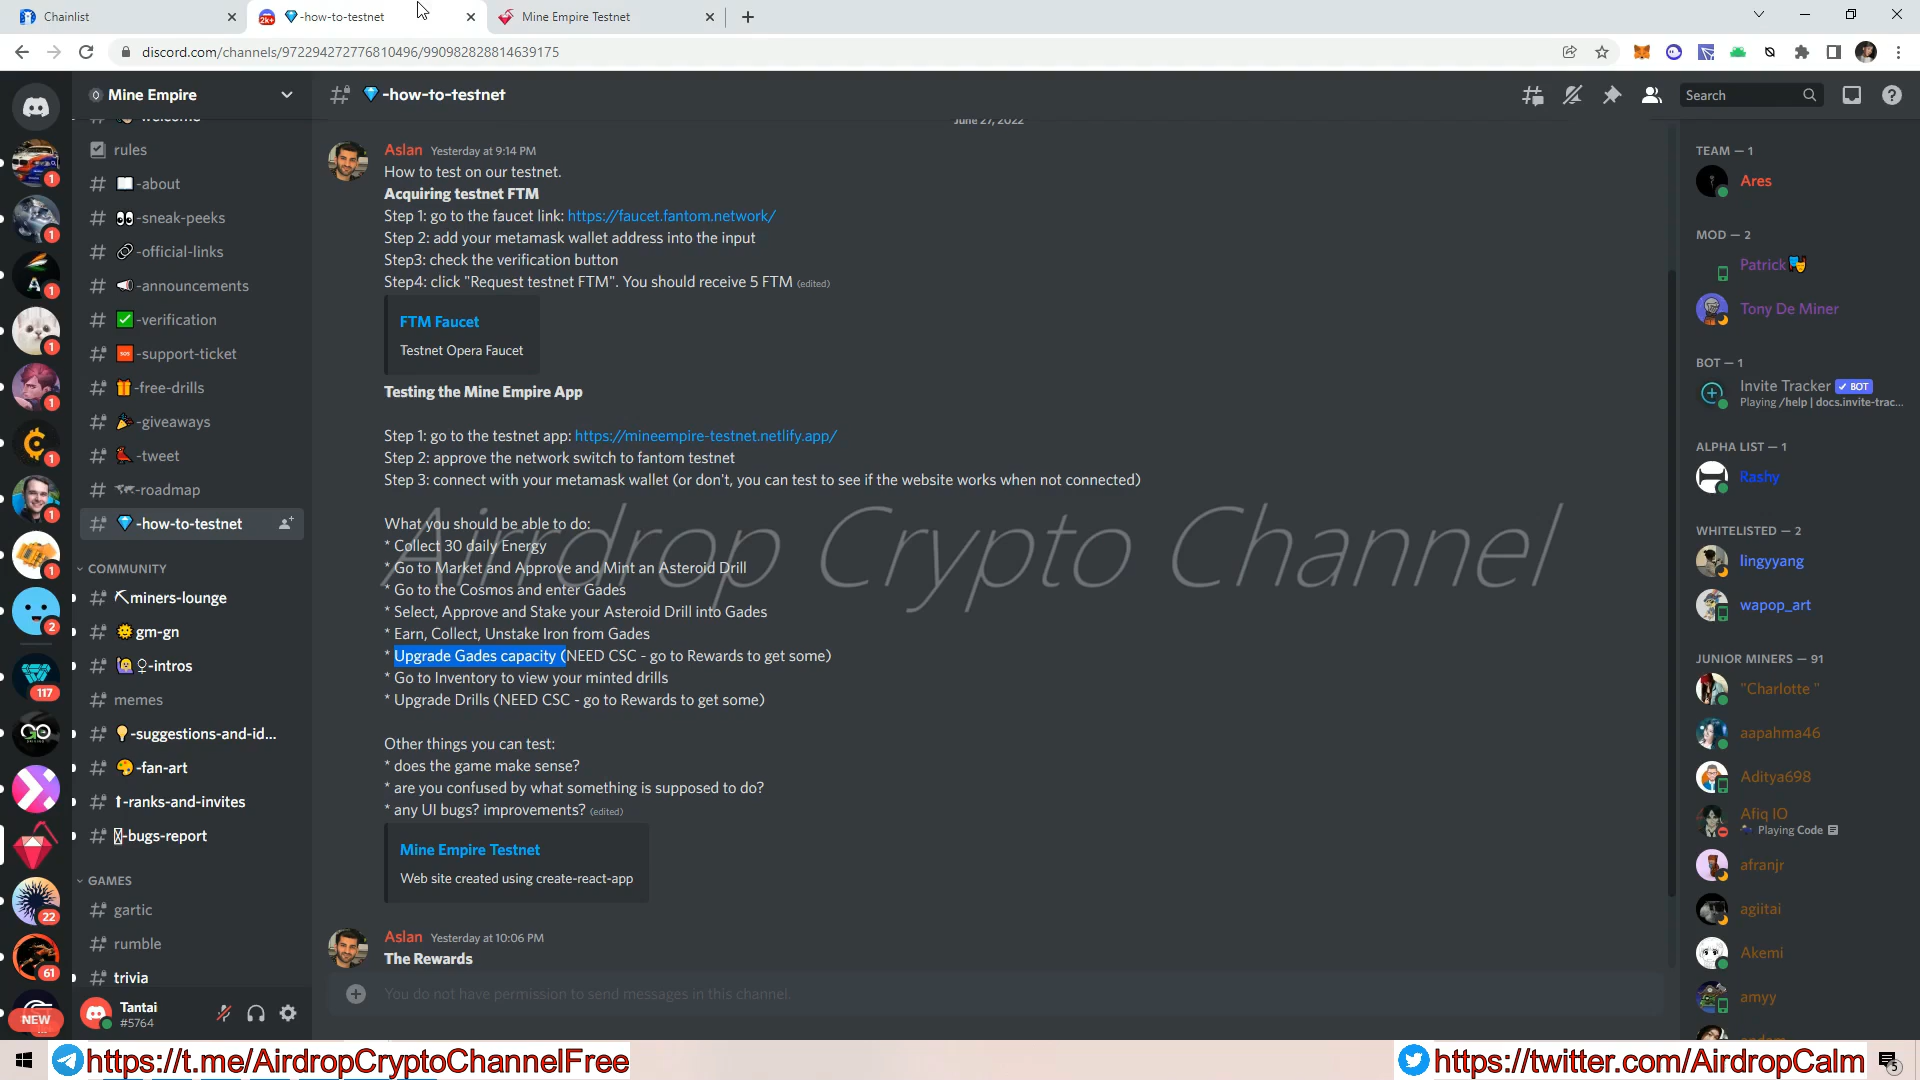 Chainlist
-how-to-testnet
Mine Empire Testnet
discord.com/channels/972294272776810496/990982828814639175
Mine Empire
-how-to-testnet
Search
welcome
rules
-about
-sneak-peeks
-official-links
-announcements
-verification
-support-ticket
-free-drills
-giveaways
-tweet
-roadmap
-how-to-testnet
COMMUNITY
miners-lounge
gm-gn
-intros
memes
-suggestions-and-id...
-fan-art
-ranks-and-invites
-bugs-report
GAMES
gartic
rumble
trivia
Tantai
#5764
NEW
June 27, 2022
Aslan Yesterday at 9:14 PM
How to test on our testnet.
Acquiring testnet FTM
Step 1: go to the faucet link: https://faucet.fantom.network/
Step 2: add your metamask wallet address into the input
Step3: check the verification button
Step4: click "Request testnet FTM". You should receive 5 FTM (edited)
FTM Faucet
Testnet Opera Faucet
Testing the Mine Empire App
Step 1: go to the testnet app: https://mineempire-testnet.netlify.app/
Step 2: approve the network switch to fantom testnet
Step 3: connect with your metamask wallet (or don't, you can test to see if the website works when not connected)
What you should be able to do:
* Collect 30 daily Energy
* Go to Market and Approve and Mint an Asteroid Drill
* Go to the Cosmos and enter Gades
* Select, Approve and Stake your Asteroid Drill into Gades
* Earn, Collect, Unstake Iron from Gades
* Upgrade Gades capacity (NEED CSC - go to Rewards to get some)
* Go to Inventory to view your minted drills
* Upgrade Drills (NEED CSC - go to Rewards to get some)
Other things you can test:
* does the game make sense?
* are you confused by what something is supposed to do?
* any UI bugs? improvements? (edited)
Mine Empire Testnet
Web site created using create-react-app
Aslan Yesterday at 10:06 PM
The Rewards
You do not have permission to send messages in this channel.
Airrdrop Crypto Channel
TEAM — 1
Ares
MOD — 2
Patrick
Tony De Miner
BOT — 1
Invite Tracker BOT
Playing /help | docs.invite-trac...
ALPHA LIST — 1
Rashy
WHITELISTED — 2
lingyyang
wapop_art
JUNIOR MINERS — 91
"Charlotte "
aapahma46
Aditya698
Afiq IO
Playing Code
afranjr
agiitai
Akemi
amyy
https://t.me/AirdropCryptoChannelFree
https://twitter.com/AirdropCalm